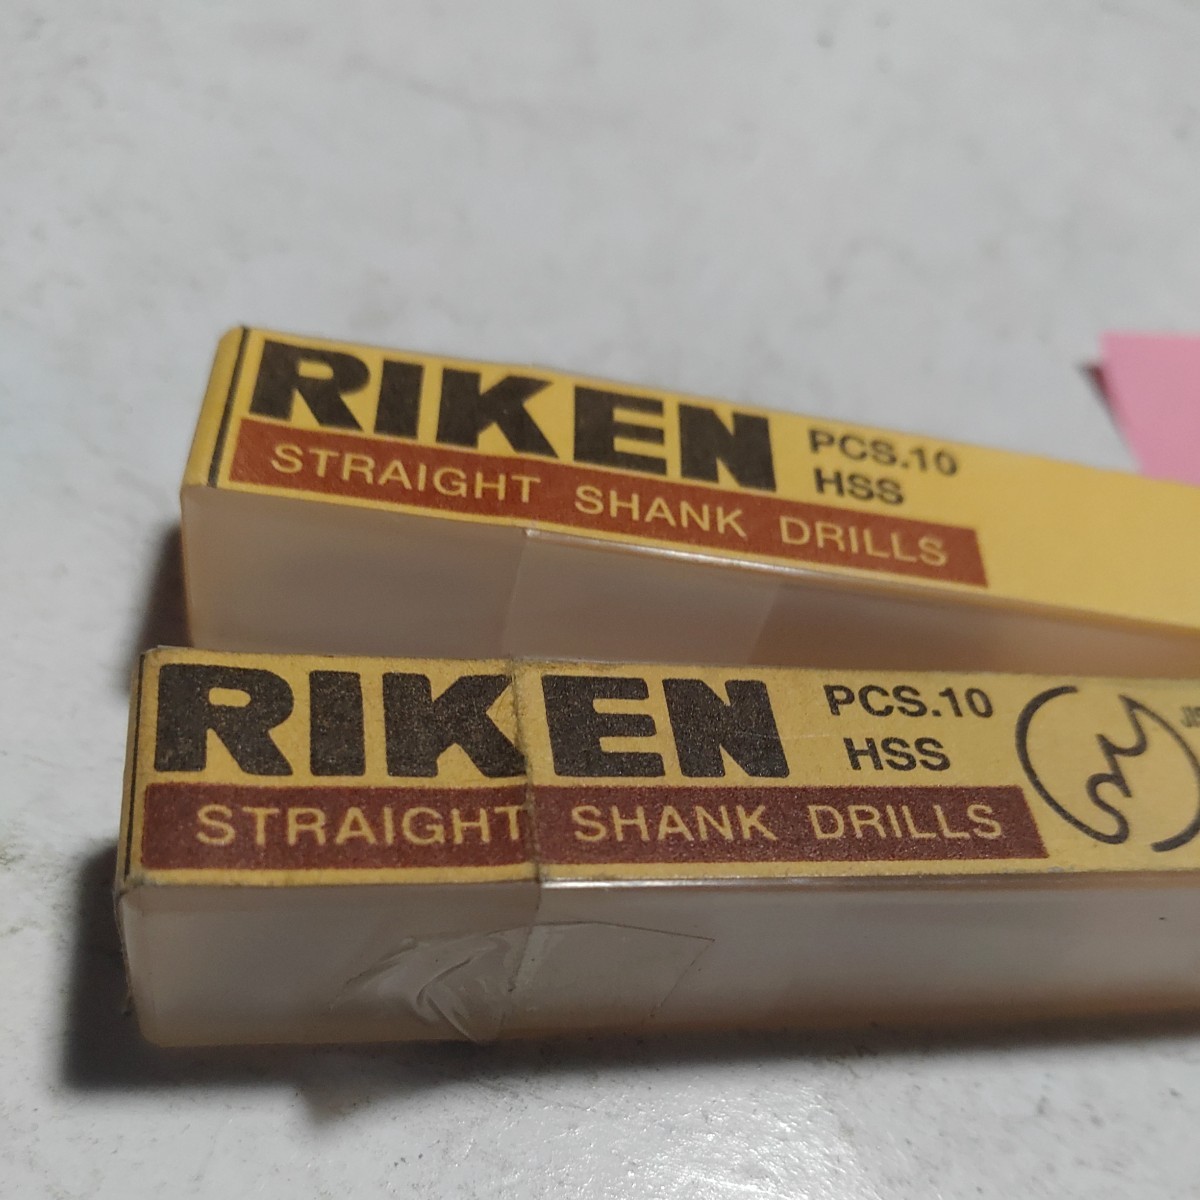 RIKEN
PCS.10
HSS
STRAIGHT SHANK DRILLS
RIKEN
PCS.10
HSS
STRAIGHT SHANK DRILLS